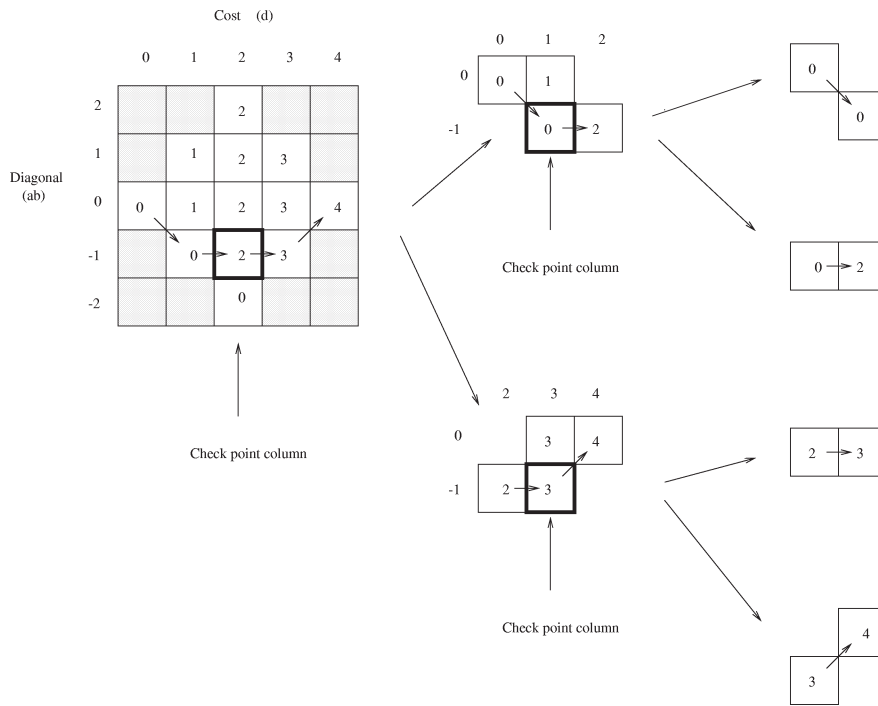 Cost (d)
0 1 2 3 4
2 2
1 1 2 3
Diagonal
(ab)
0 0 1 2 3 4
-1 0 2 3
-2 0
Check point column
0 1 2
0 0 1
-1 0 2
Check point column
2 3 4
0 3 4
-1 2 3
Check point column
0
0
0 2
2 3
4
3